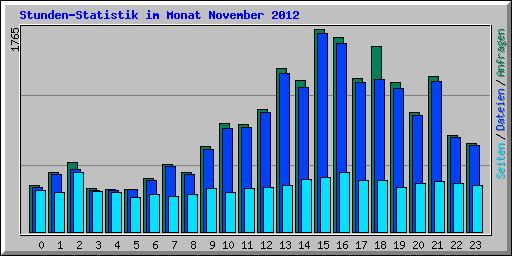 Stunden-Statistik im Monat November 2012
1765
Seiten / Dateien / Anfragen
0 1 2 3 4 5 6 7 8 9 10 11 12 13 14 15 16 17 18 19 20 21 22 23